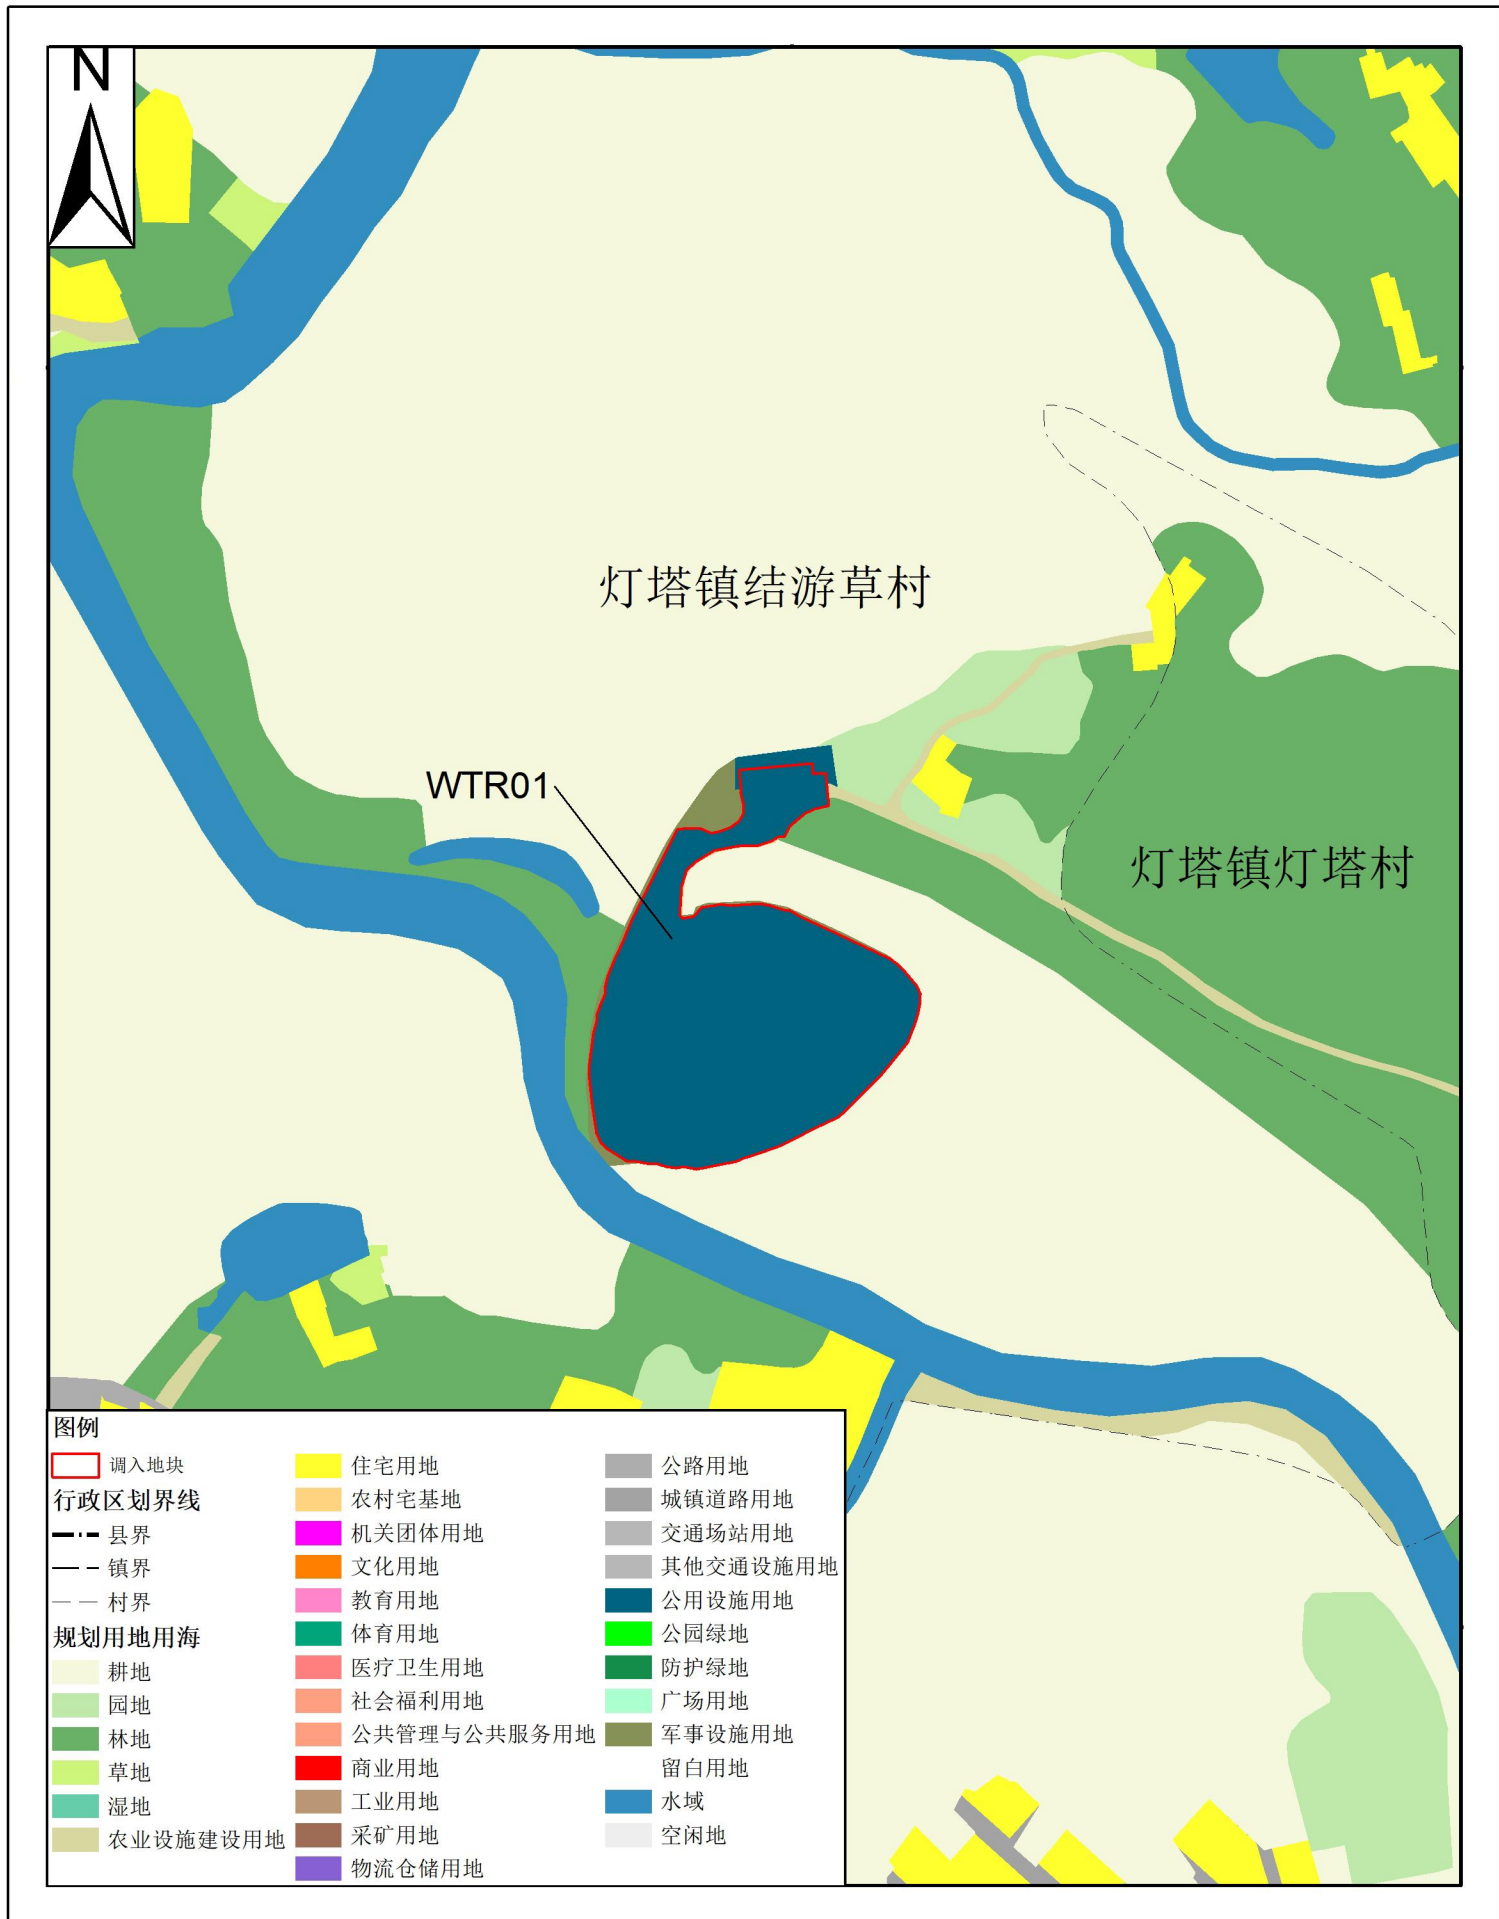 N
灯塔镇结游草村
WTR01
灯塔镇灯塔村
图例
调入地块
行政区划界线
县界
镇界
村界
规划用地用海
耕地
园地
林地
草地
湿地
农业设施建设用地
住宅用地
农村宅基地
机关团体用地
文化用地
教育用地
体育用地
医疗卫生用地
社会福利用地
公共管理与公共服务用地
商业用地
工业用地
采矿用地
物流仓储用地
公路用地
城镇道路用地
交通场站用地
其他交通设施用地
公用设施用地
公园绿地
防护绿地
广场用地
军事设施用地
留白用地
水域
空闲地